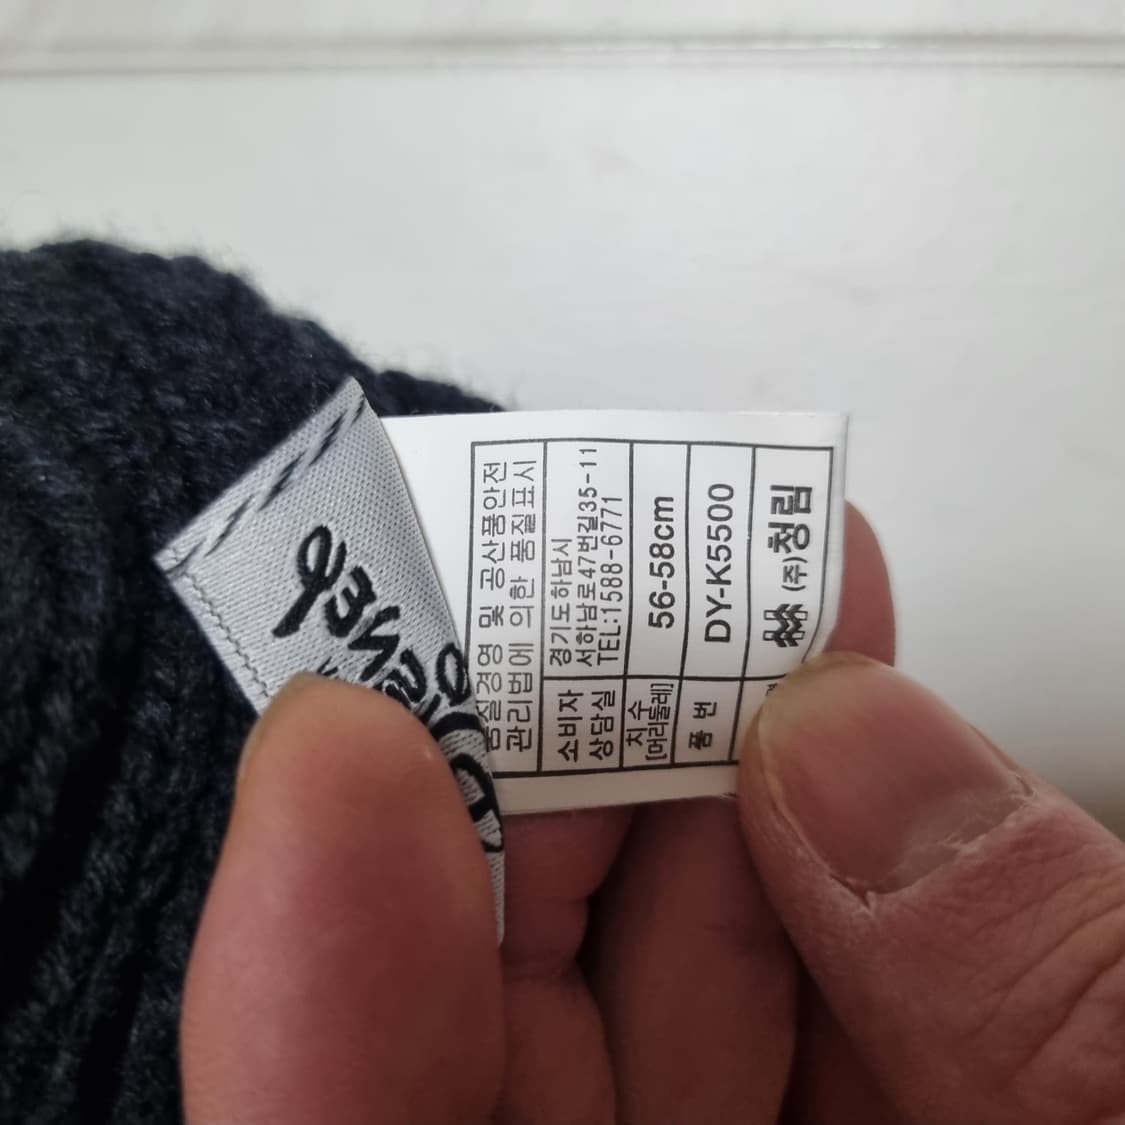 품질경영 및 공산품안전
관리법에 의한 품질표시
소비자
상담실
경기도하남시
서하남로47번길35-11
TEL:1588-6771
치 수
[머리둘레]
56-58cm
품 번
DY-K5500
(주)청림